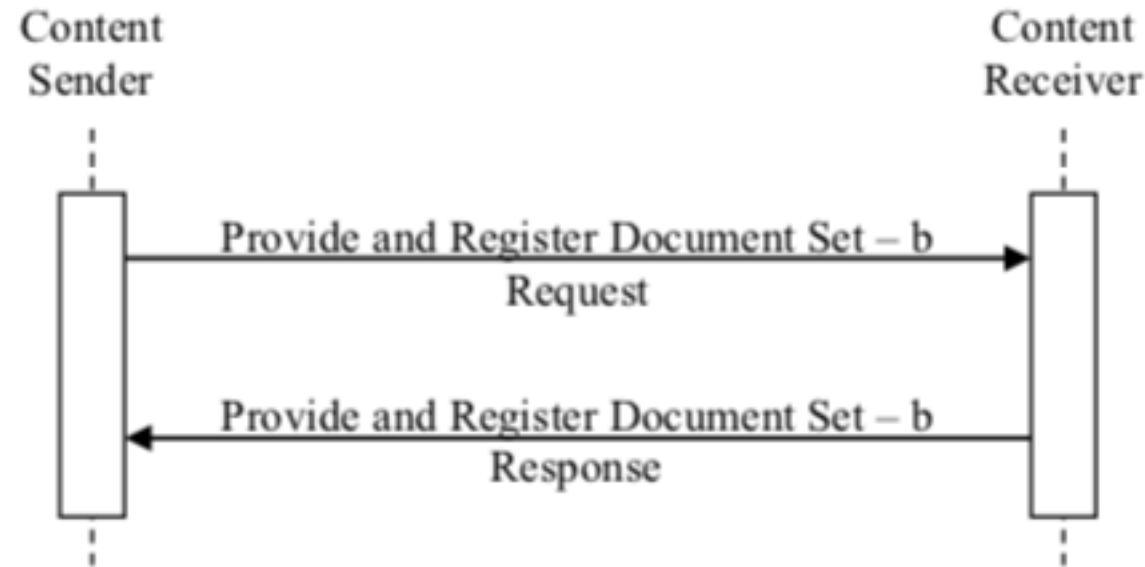 Content
Sender
Content
Receiver
Provide and Register Document Set – b
Request
Provide and Register Document Set – b
Response